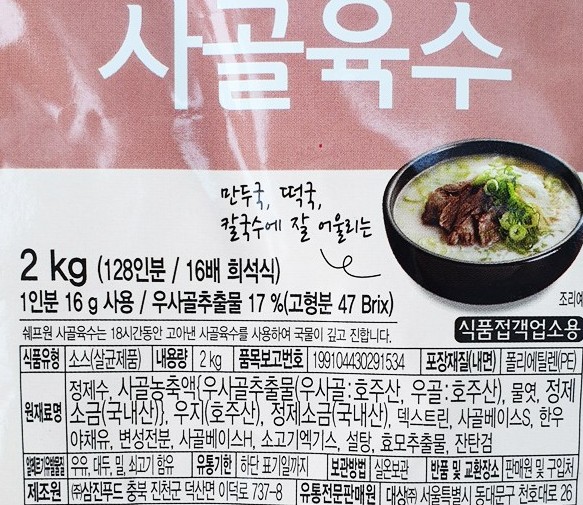 사골육수
만두국, 떡국,
칼국수에 잘 어울리는
2 kg (128인분 / 16배 희석식)
1인분 16 g 사용 / 우사골추출물 17 %(고형분 47 Brix)
조리예
쉐프원 사골육수는 18시간동안 고아낸 사골육수를 사용하여 국물이 깊고 진합니다.
식품접객업소용
식품유형 소스(살균제품) 내용량 2 kg 품목보고번호 199104430291534 포장재질(내면) 폴리에틸렌(PE)
원재료명 정제수, 사골농축액{우사골추출물(우사골:호주산, 우골:호주산), 물엿, 정제
소금(국내산)}, 우지(호주산), 정제소금(국내산), 덱스트린, 사골베이스S, 한우
야채유, 변성전분, 사골베이스H, 소고기엑기스, 설탕, 효모추출물, 잔탄검
알레르기유발물질 우유, 대두, 밀, 쇠고기 함유 유통기한 하단 표기일까지 보관방법 실온보관 반품 및 교환장소 판매원 및 구입처
제조원 ㈜삼진푸드 충북 진천군 덕산면 이덕로 737-8 유통전문판매원 대상㈜ 서울특별시 동대문구 천호대로 26